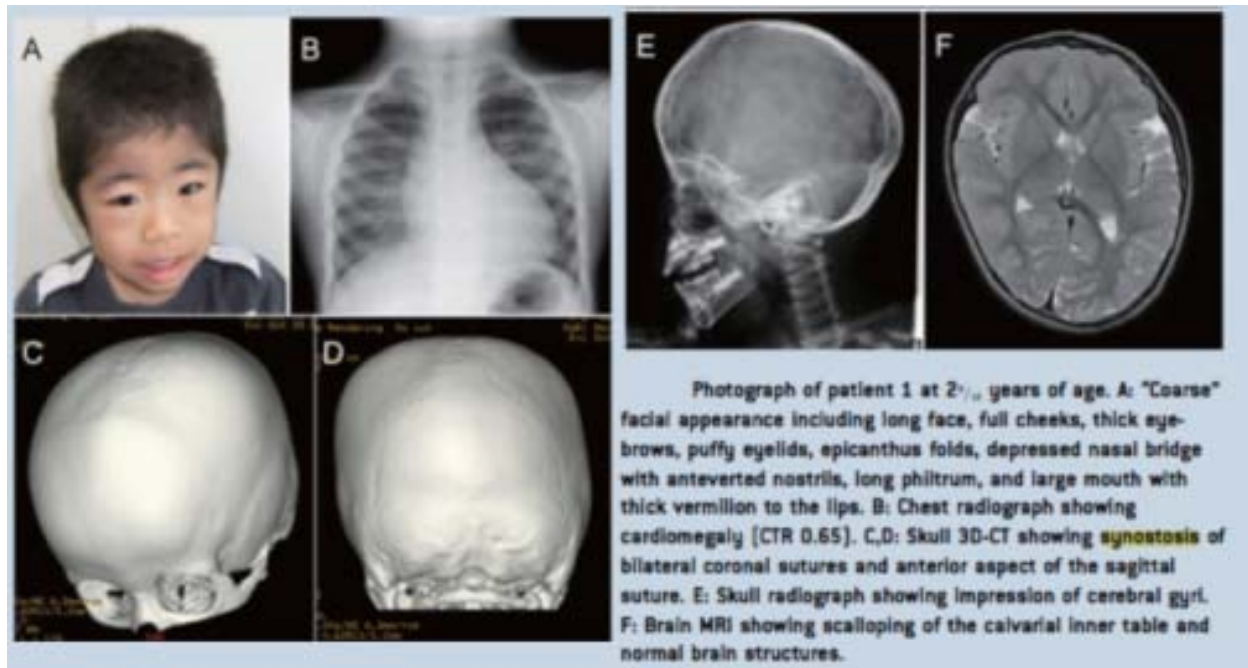 A
B
C
D
E
F
Photograph of patient 1 at 2 years of age. A: "Coarse"
facial appearance including long face, full cheeks, thick eye-
brows, puffy eyelids, epicanthus folds, depressed nasal bridge
with anteverted nostrils, long philtrum, and large mouth with
thick vermilion to the lips. B: Chest radiograph showing
cardiomegaly [CTR 0.65]. C,D: Skull 3D-CT showing synostosis of
bilateral coronal sutures and anterior aspect of the sagittal
suture. E: Skull radiograph showing impression of cerebral gyri.
F: Brain MRI showing scalloping of the calvarial inner table and
normal brain structures.